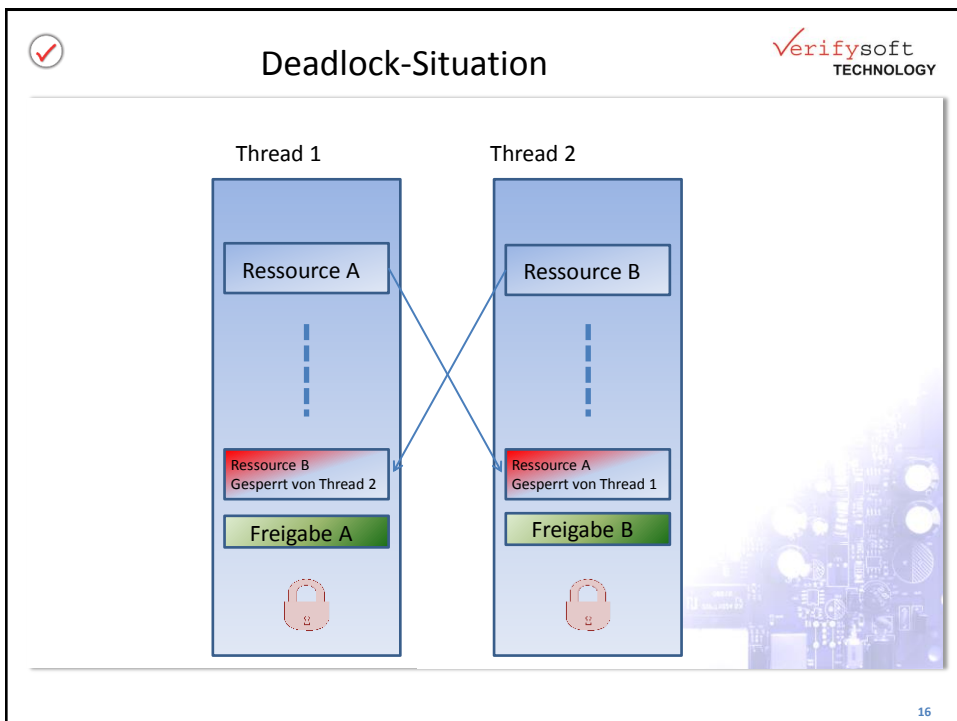 Deadlock-Situation
Verifysoft
TECHNOLOGY
Thread 1
Thread 2
Ressource A
Ressource B
Ressource B
Gesperrt von Thread 2
Ressource A
Gesperrt von Thread 1
Freigabe A
Freigabe B
16